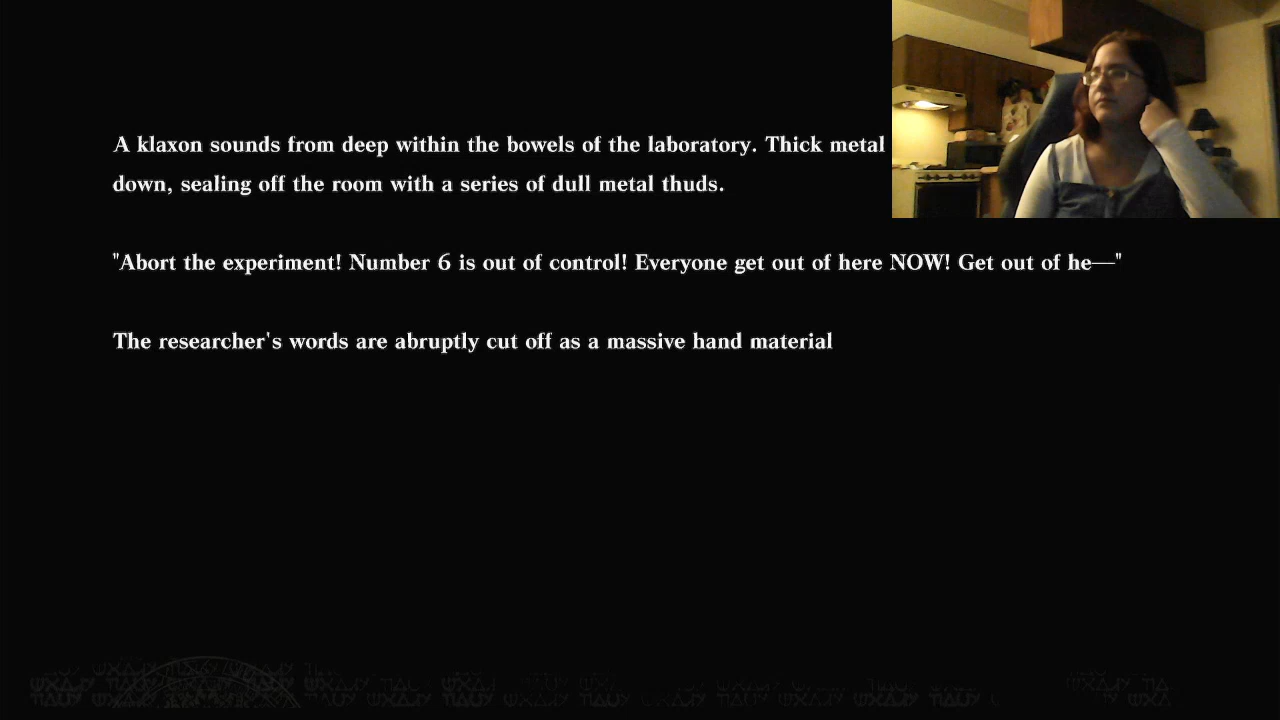 A klaxon sounds from deep within the bowels of the laboratory. Thick metal
down, sealing off the room with a series of dull metal thuds.
"Abort the experiment! Number 6 is out of control! Everyone get out of here NOW! Get out of he—"
The researcher's words are abruptly cut off as a massive hand material